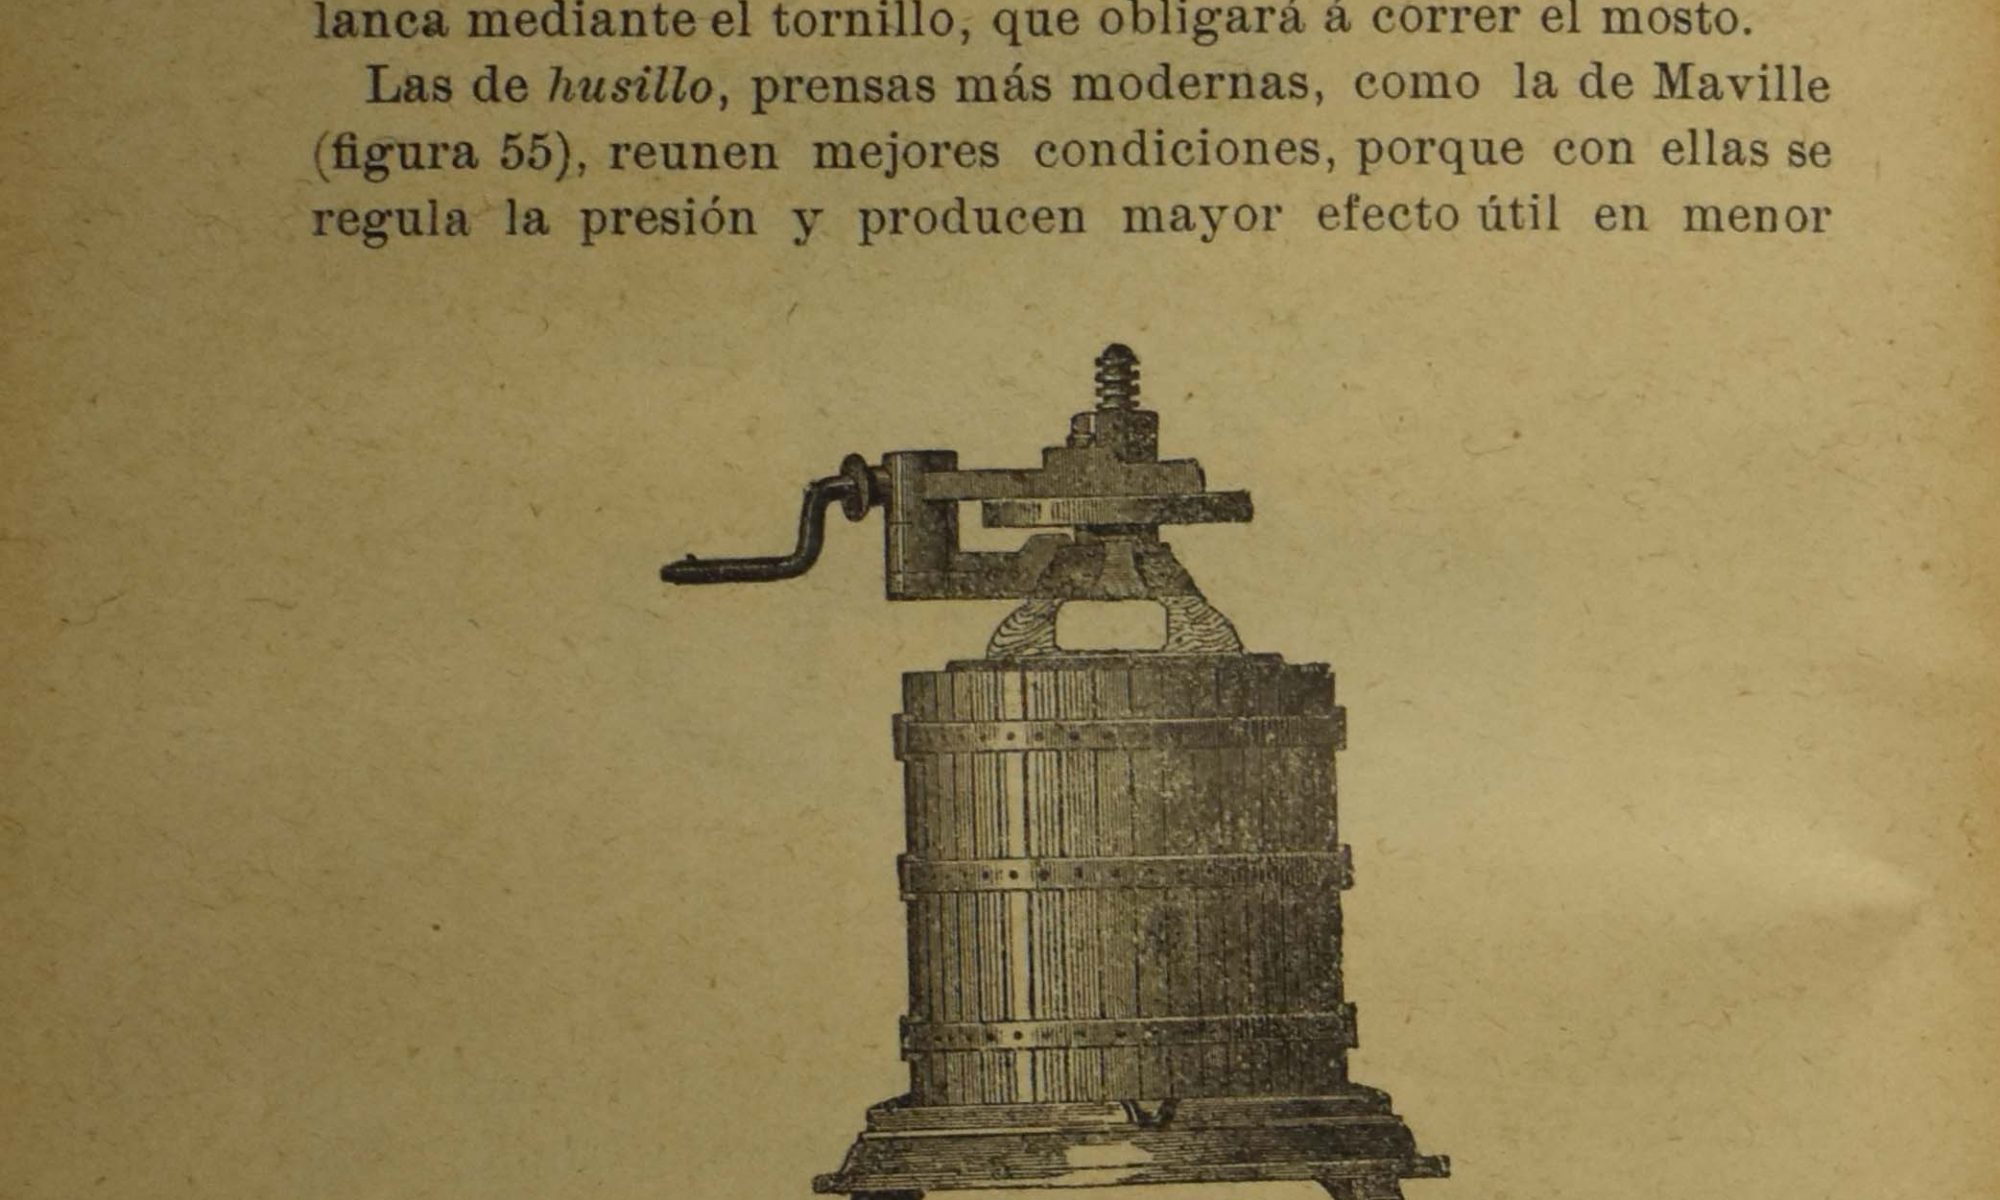 lanca mediante el tornillo, que obligará á correr el mosto.
Las de husillo, prensas más modernas, como la de Maville
(figura 55), reunen mejores condiciones, porque con ellas se
regula la presión y producen mayor efecto útil en menor